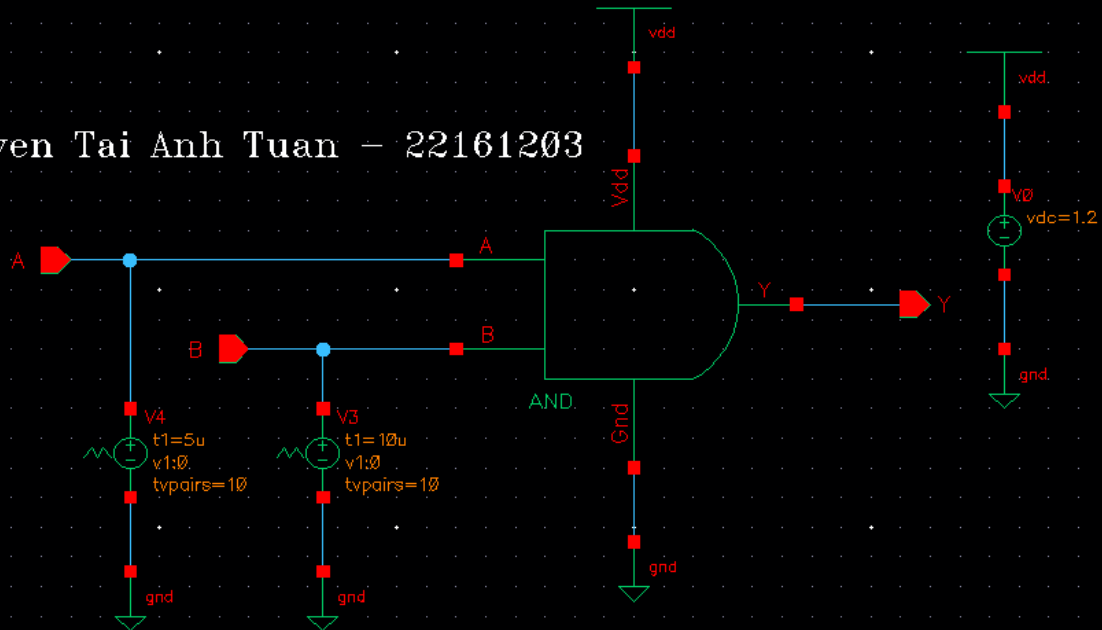 vdd
vdd
yen Tai Anh Tuan - 22161203
Vdd
V0
vdc=1.2
A
A
Y
Y
B
B
AND
Gnd
gnd
V4
t1=5u
v1:0
tvpairs=10
V3
t1=10u
v1:0
tvpairs=10
gnd
gnd
gnd